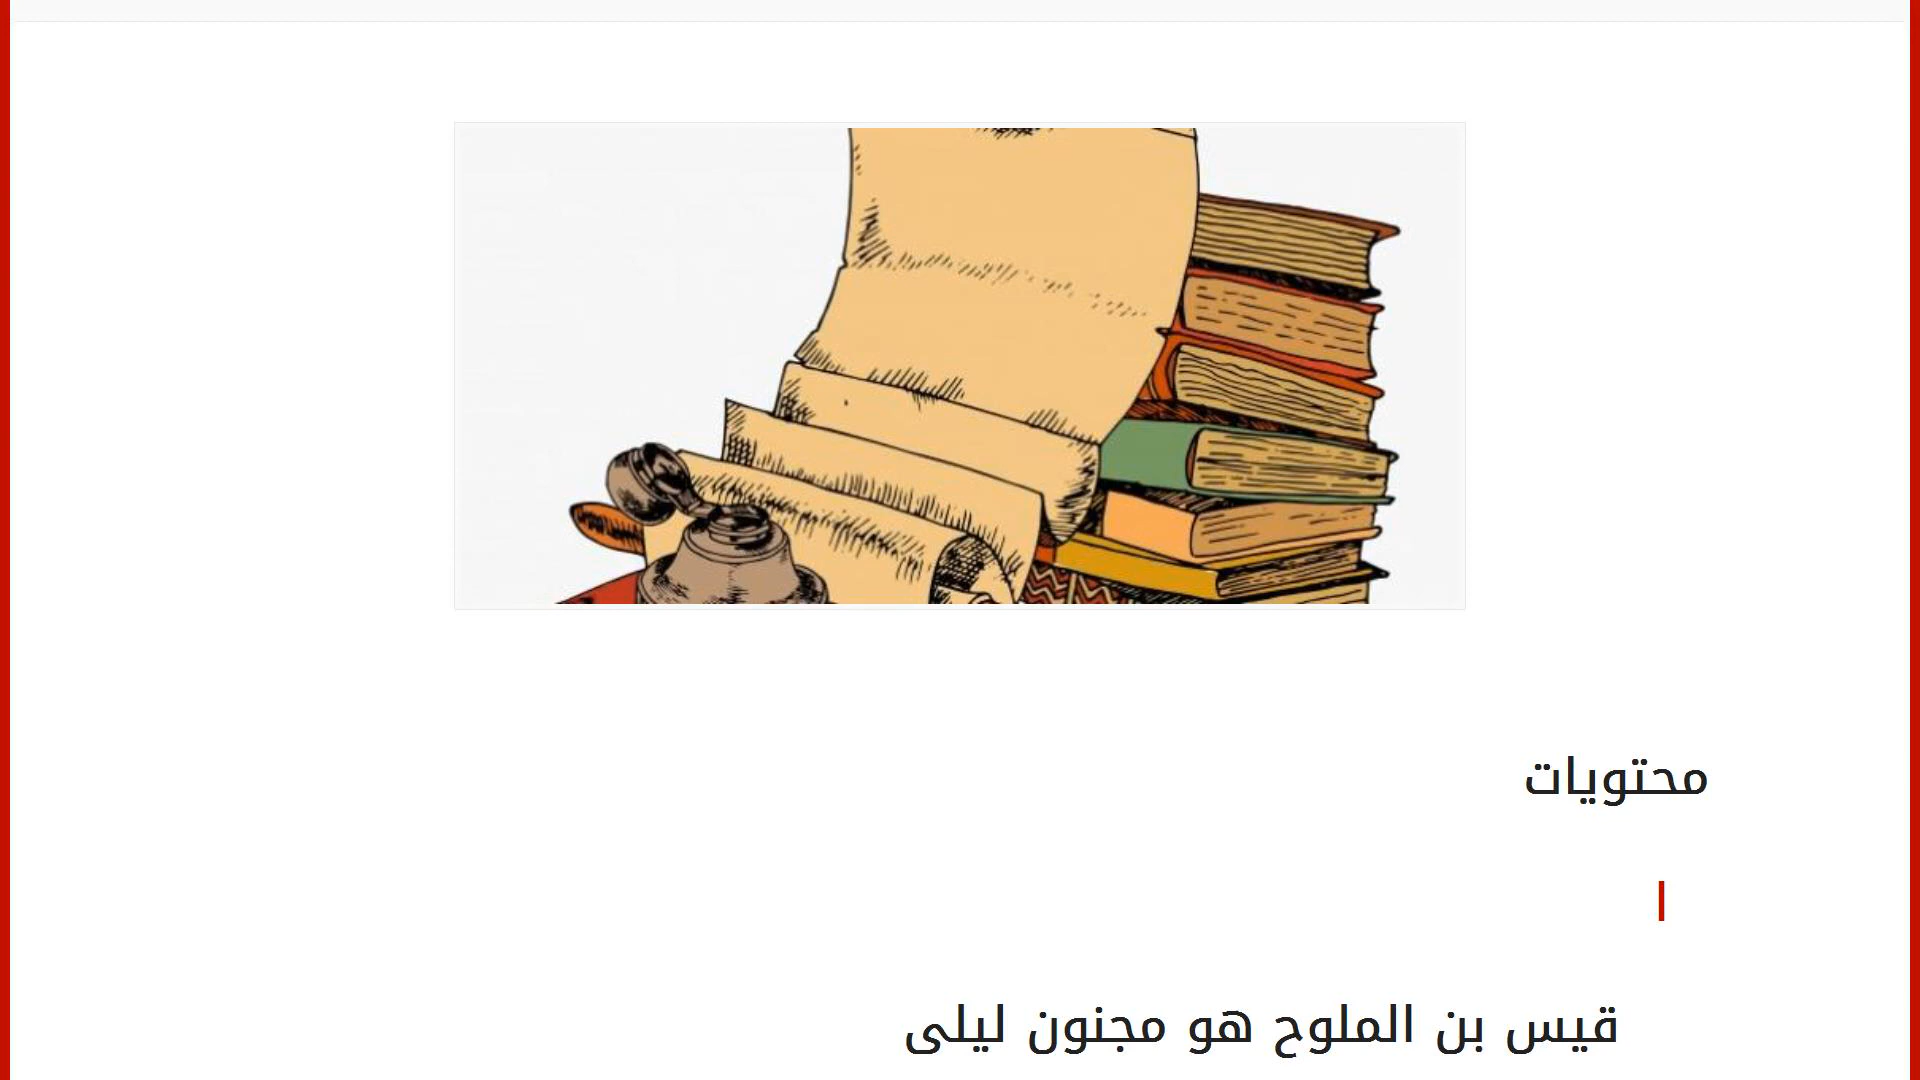 محتويات
ا
قيس بن الملوح هو مجنون ليلى